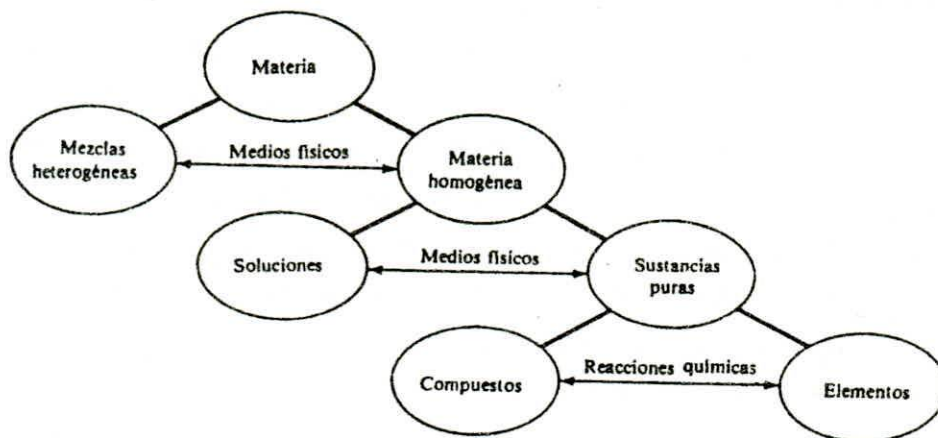 Materia
Mezclas
heterogéneas
Medios físicos
Materia
homogénea
Soluciones
Medios físicos
Sustancias
puras
Compuestos
Reacciones químicas
Elementos